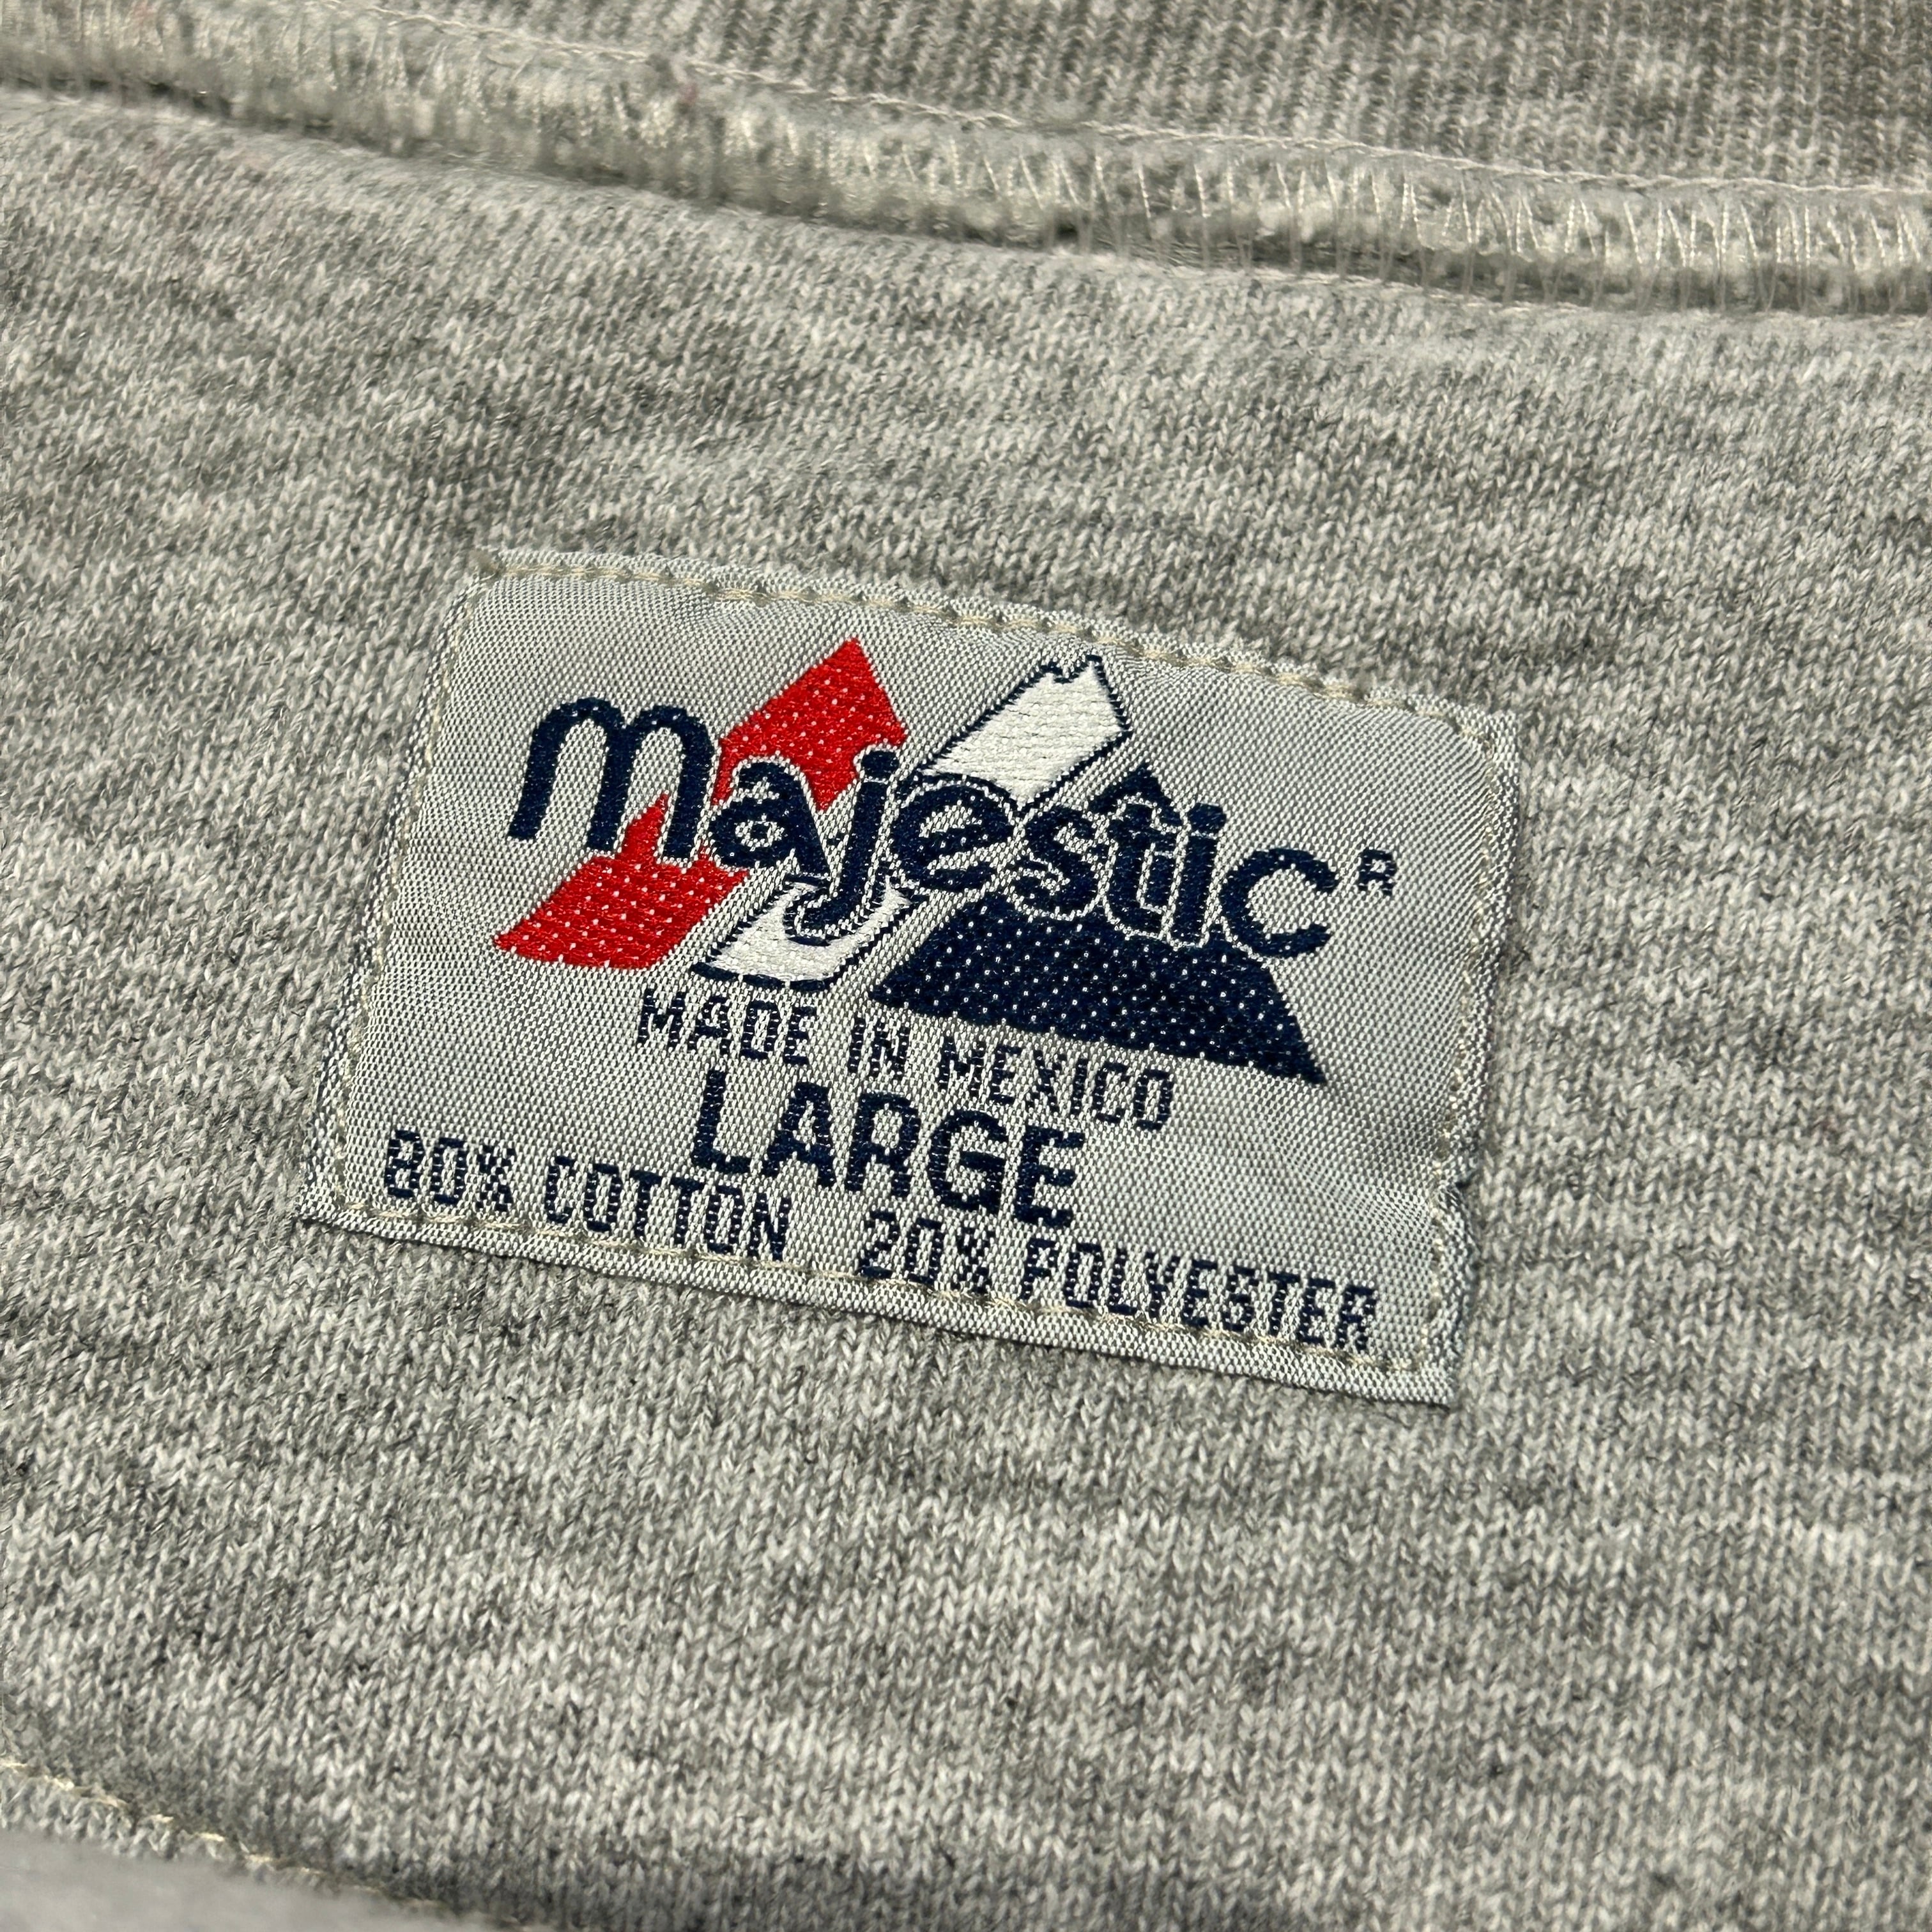 majestic®
MADE IN MEXICO
LARGE
80% COTTON 20% POLYESTER